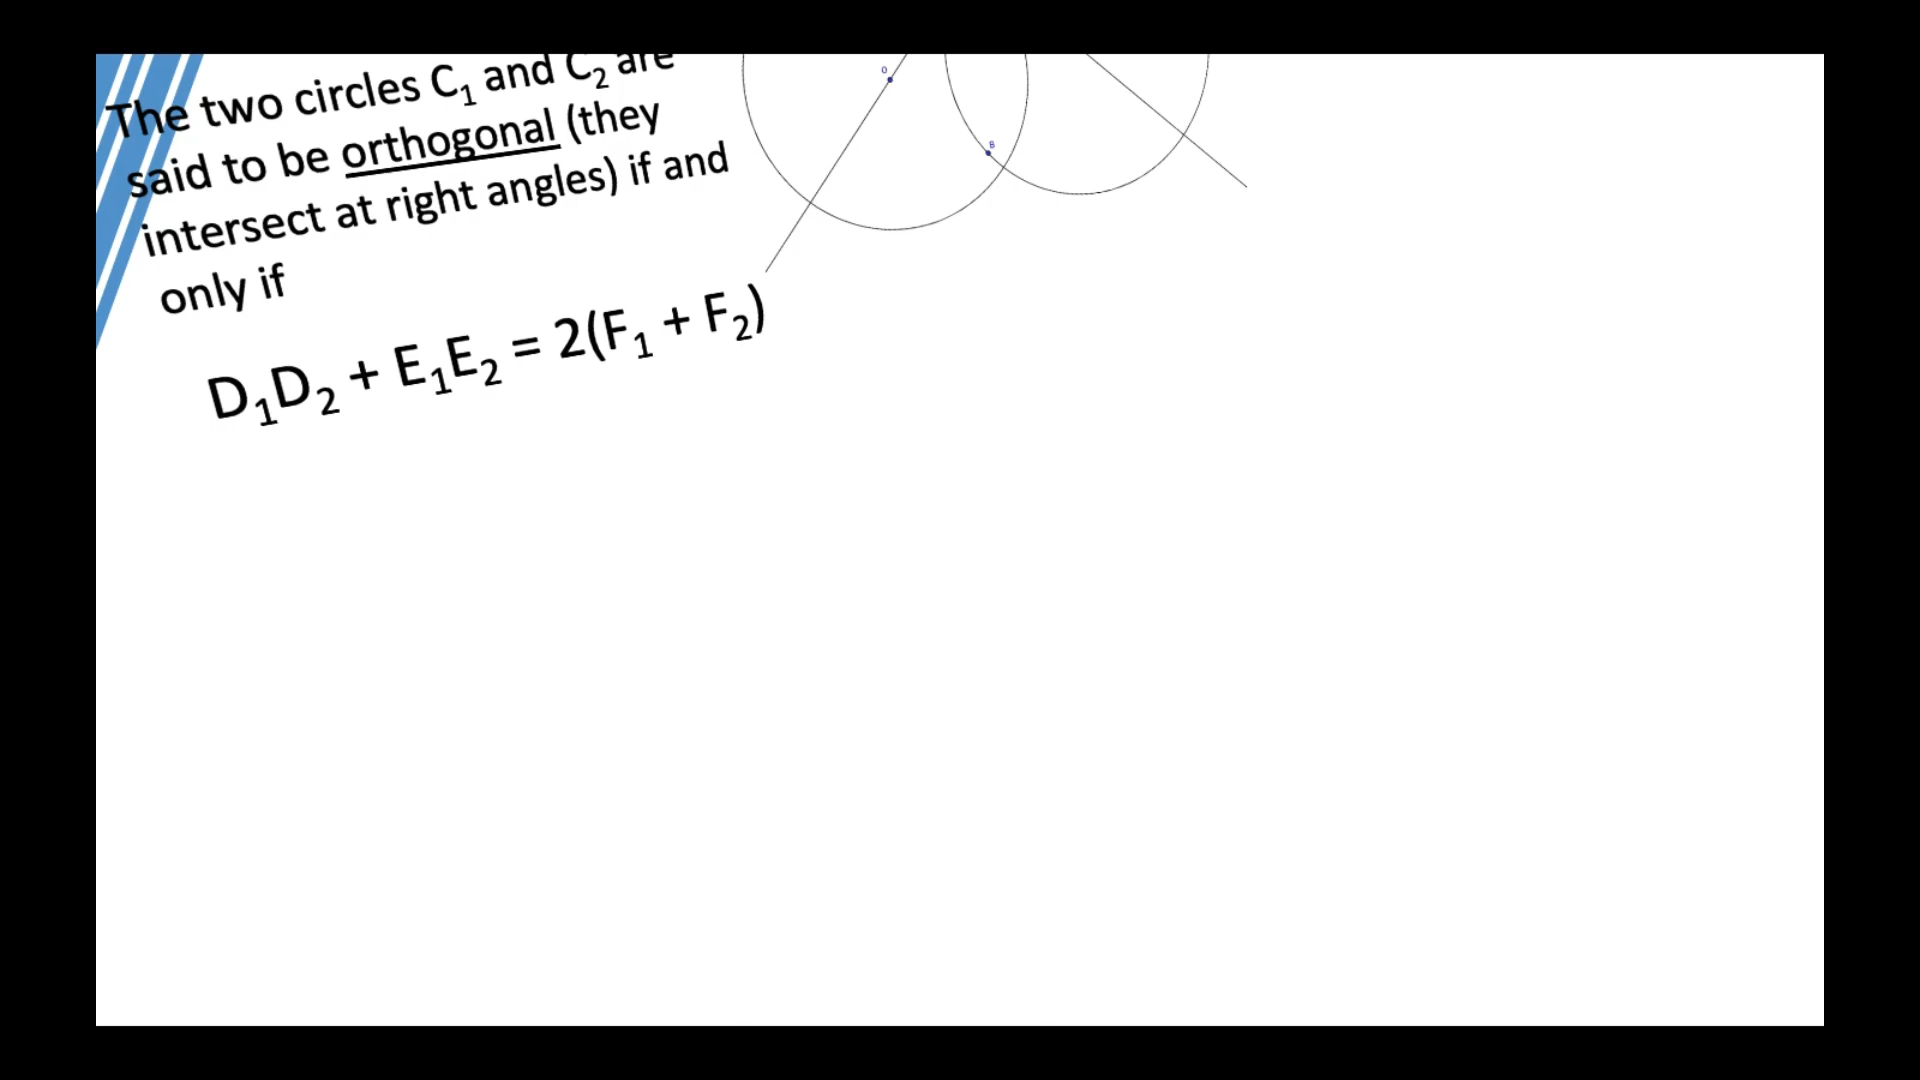 The two circles C₁ and C₂ are
said to be orthogonal (they
intersect at right angles) if and
only if
D₁D₂ + E₁E₂ = 2(F₁ + F₂)
O
B